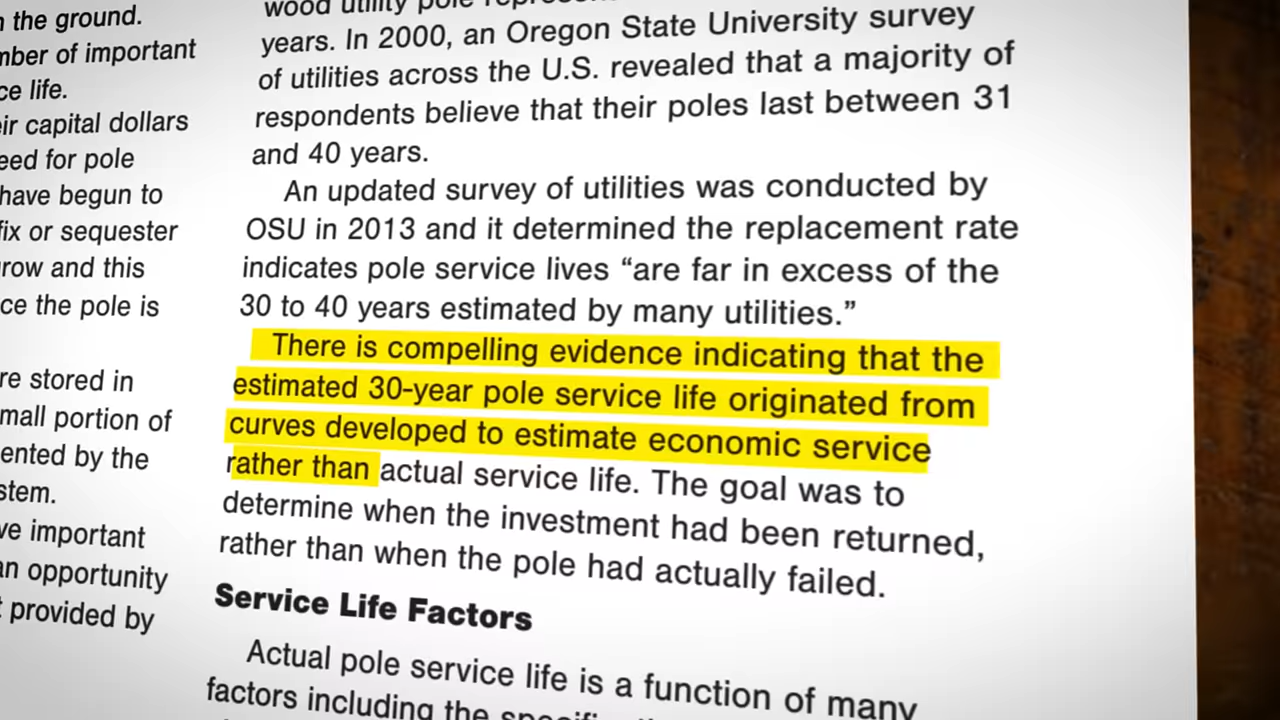 n the ground.
mber of important
ce life.
eir capital dollars
eed for pole
have begun to
fix or sequester
row and this
ce the pole is
re stored in
mall portion of
ented by the
stem.
ve important
an opportunity
provided by
wood utility pole
years. In 2000, an Oregon State University survey
of utilities across the U.S. revealed that a majority of
respondents believe that their poles last between 31
and 40 years.
An updated survey of utilities was conducted by
OSU in 2013 and it determined the replacement rate
indicates pole service lives “are far in excess of the
30 to 40 years estimated by many utilities.”
There is compelling evidence indicating that the
estimated 30-year pole service life originated from
curves developed to estimate economic service
rather than actual service life. The goal was to
determine when the investment had been returned,
rather than when the pole had actually failed.
Service Life Factors
Actual pole service life is a function of many
factors including the